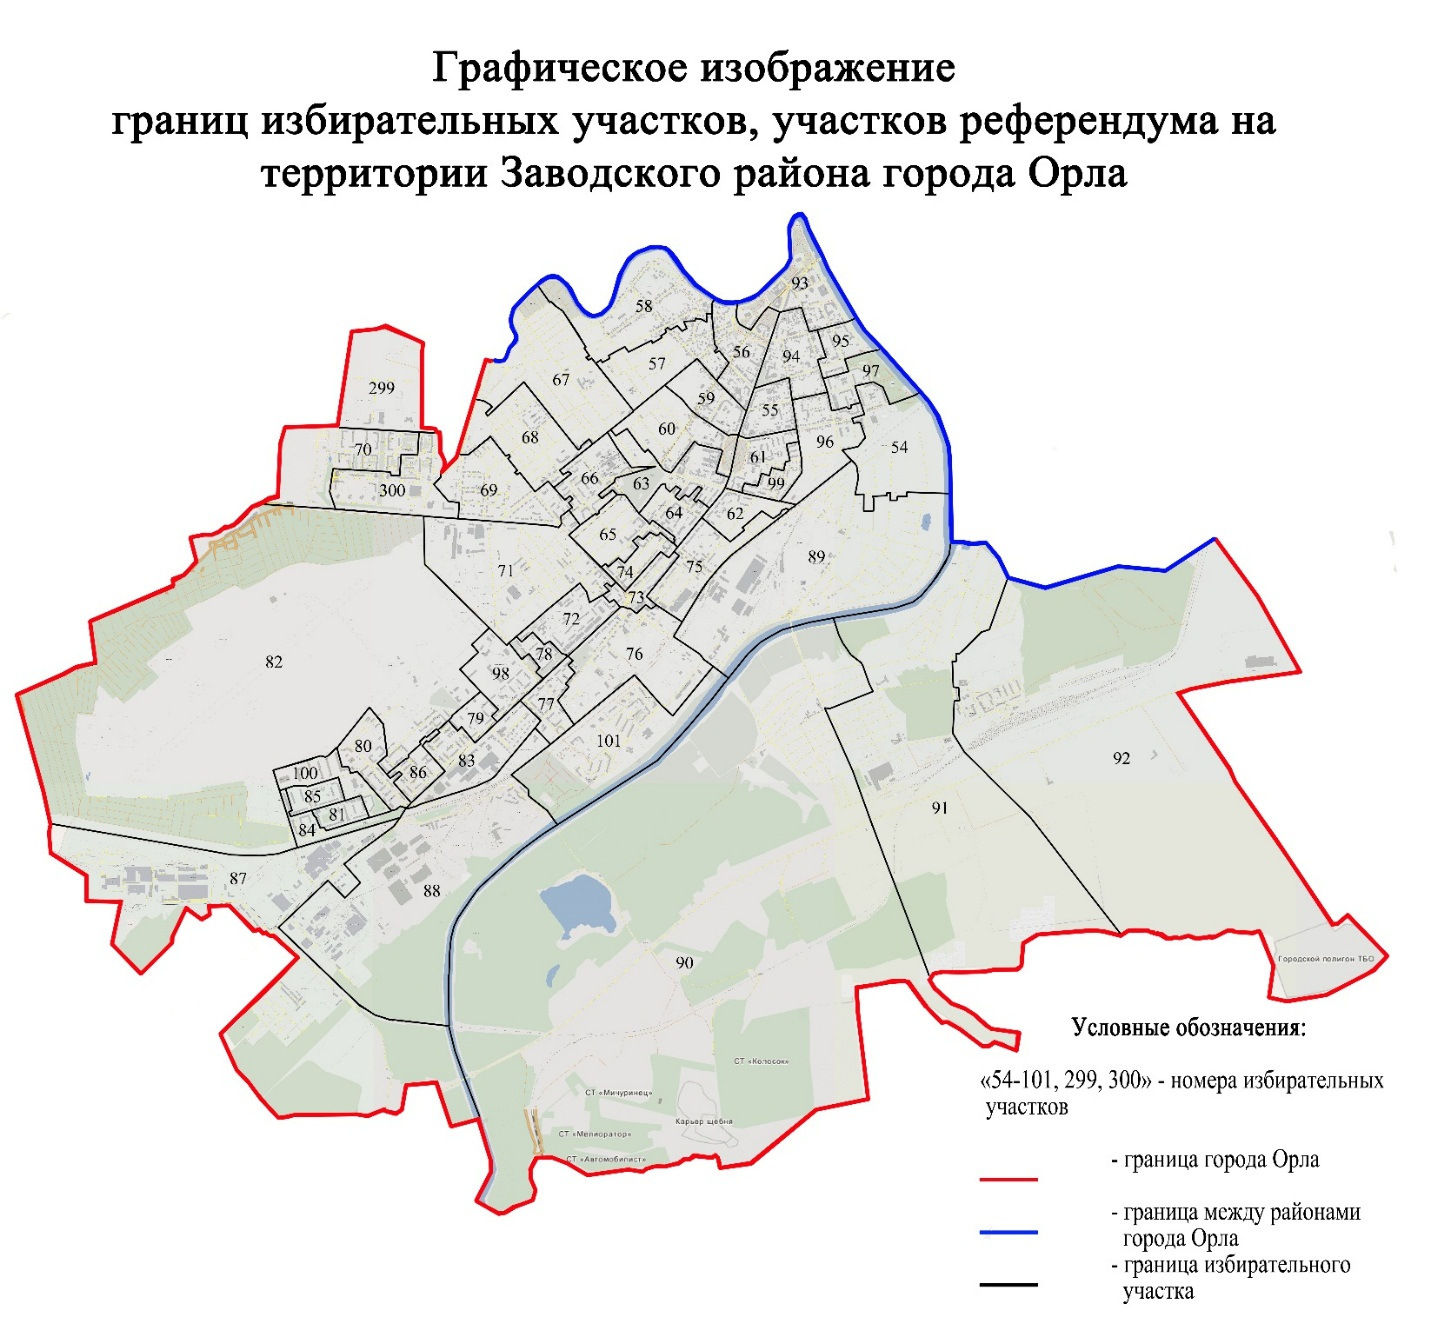 Графическое изображение
границ избирательных участков, участков референдума на
территории Заводского района города Орла
93
58
95
56
94
57
97
67
299
59
55
60
68
96
54
70
61
66
99
63
300
69
64
62
65
89
75
71
74
73
72
76
78
82
98
77
79
101
80
83
92
86
100
85
91
81
84
87
88
90
Городской полигон ТБО
СТ «Колосок»
СТ «Мичуринец»
Карьер щебня
СТ «Мелиоратор»
СТ «Автомобилист»
Условные обозначения:
«54-101, 299, 300» - номера избирательных
участков
- граница города Орла
- граница между районами
города Орла
- граница избирательного
участка